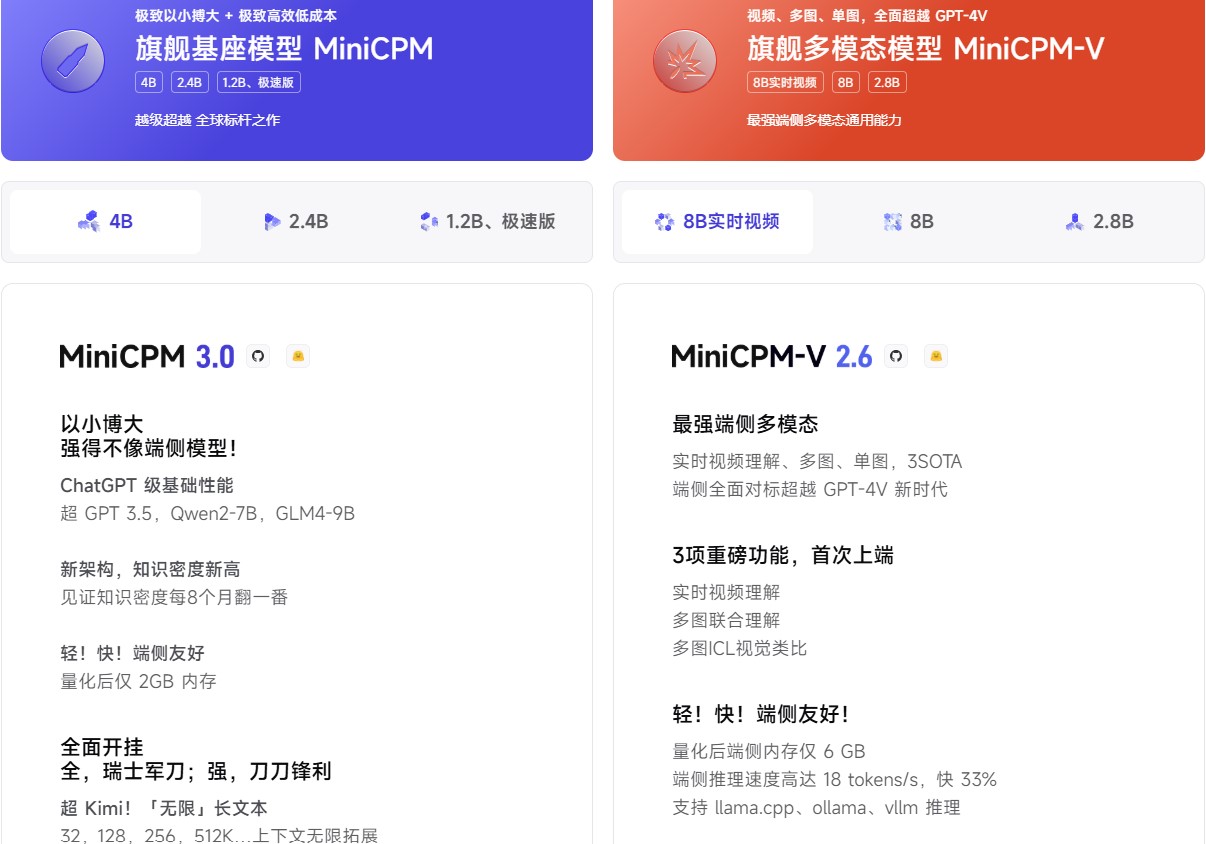 极致以小搏大 + 极致高效低成本
旗舰基座模型 MiniCPM
4B
2.4B
1.2B、极速版
越级超越 全球标杆之作
4B
2.4B
1.2B、极速版
MiniCPM 3.0
以小博大
强得不像端侧模型！
ChatGPT 级基础性能
超 GPT 3.5，Qwen2-7B，GLM4-9B
新架构，知识密度新高
见证知识密度每8个月翻一番
轻！快！端侧友好
量化后仅 2GB 内存
全面开挂
全，瑞士军刀；强，刀刀锋利
超 Kimi！「无限」长文本
32，128，256，512K...上下文无限拓展
视频、多图、单图，全面超越 GPT-4V
旗舰多模态模型 MiniCPM-V
8B实时视频
8B
2.8B
最强端侧多模态通用能力
8B实时视频
8B
2.8B
MiniCPM-V 2.6
最强端侧多模态
实时视频理解、多图、单图，3SOTA
端侧全面对标超越 GPT-4V 新时代
3项重磅功能，首次上端
实时视频理解
多图联合理解
多图ICL视觉类比
轻！快！端侧友好！
量化后端侧内存仅 6 GB
端侧推理速度高达 18 tokens/s，快 33%
支持 llama.cpp、ollama、vllm 推理